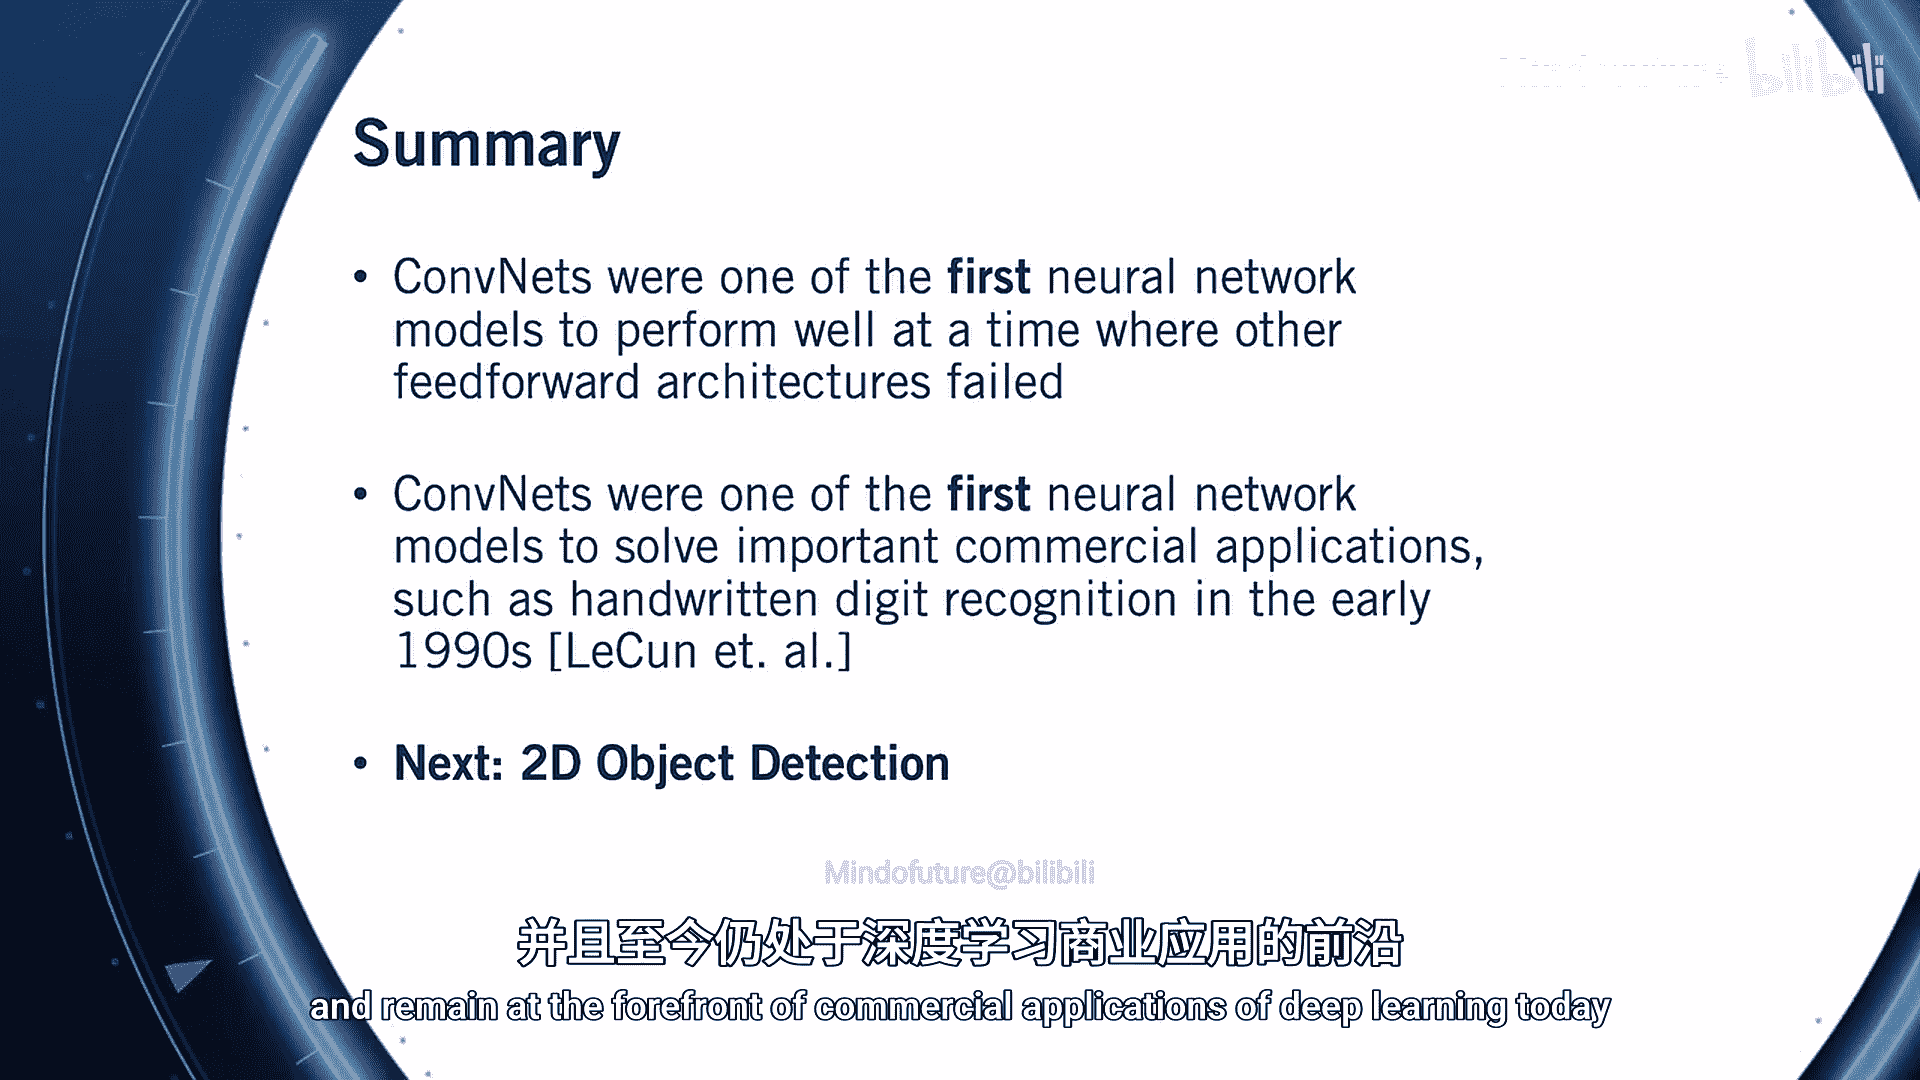 bilibili
Summary
• ConvNets were one of the first neural network
models to perform well at a time where other
feedforward architectures failed
• ConvNets were one of the first neural network
models to solve important commercial applications,
such as handwritten digit recognition in the early
1990s [LeCun et. al.]
• Next: 2D Object Detection
Mindofuture@bilibili
并且至今仍处于深度学习商业应用的前沿
and remain at the forefront of commercial applications of deep learning today